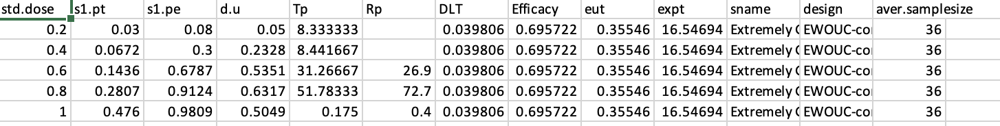 std.dose s1.pt s1.pe d.u Tp Rp DLT Efficacy eut expt sname design aver.samplesize
0.2 0.03 0.08 0.05 8.333333 0.039806 0.695722 0.35546 16.54694 Extremely EWOUC-co 36
0.4 0.0672 0.3 0.2328 8.441667 0.039806 0.695722 0.35546 16.54694 Extremely EWOUC-co 36
0.6 0.1436 0.6787 0.5351 31.26667 26.9 0.039806 0.695722 0.35546 16.54694 Extremely EWOUC-co 36
0.8 0.2807 0.9124 0.6317 51.78333 72.7 0.039806 0.695722 0.35546 16.54694 Extremely EWOUC-co 36
1 0.476 0.9809 0.5049 0.175 0.4 0.039806 0.695722 0.35546 16.54694 Extremely EWOUC-co 36